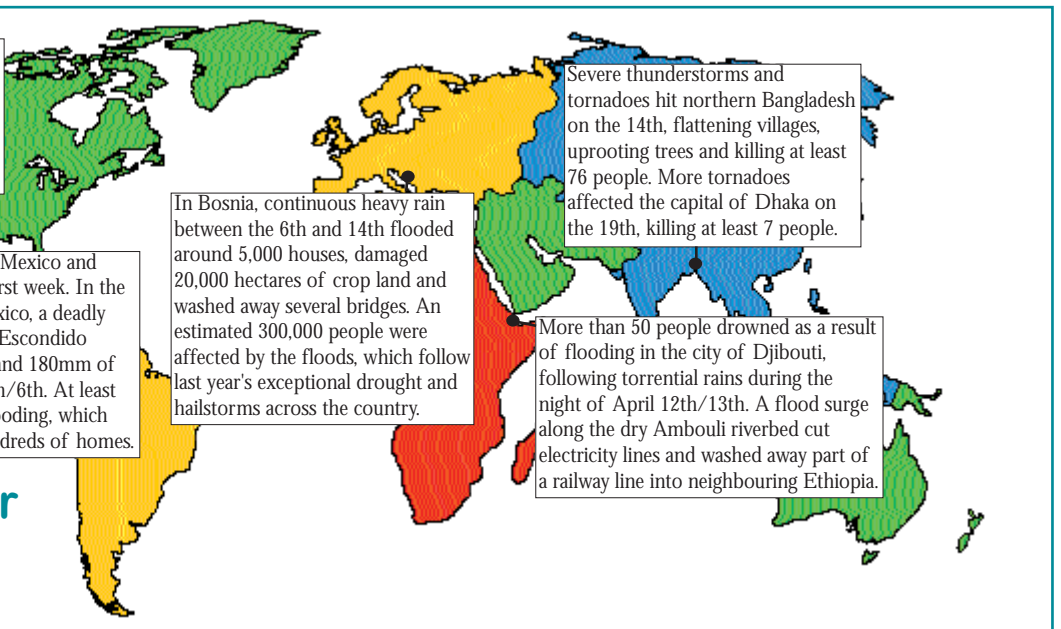 Severe thunderstorms and
tornadoes hit northern Bangladesh
on the 14th, flattening villages,
uprooting trees and killing at least
76 people. More tornadoes
affected the capital of Dhaka on
the 19th, killing at least 7 people.
In Bosnia, continuous heavy rain
between the 6th and 14th flooded
around 5,000 houses, damaged
20,000 hectares of crop land and
washed away several bridges. An
estimated 300,000 people were
affected by the floods, which follow
last year's exceptional drought and
hailstorms across the country.
Mexico and
rst week. In the
xico, a deadly
Escondido
and 180mm of
h/6th. At least
ooding, which
dreds of homes.
More than 50 people drowned as a result
of flooding in the city of Djibouti,
following torrential rains during the
night of April 12th/13th. A flood surge
along the dry Ambouli riverbed cut
electricity lines and washed away part of
a railway line into neighbouring Ethiopia.
r